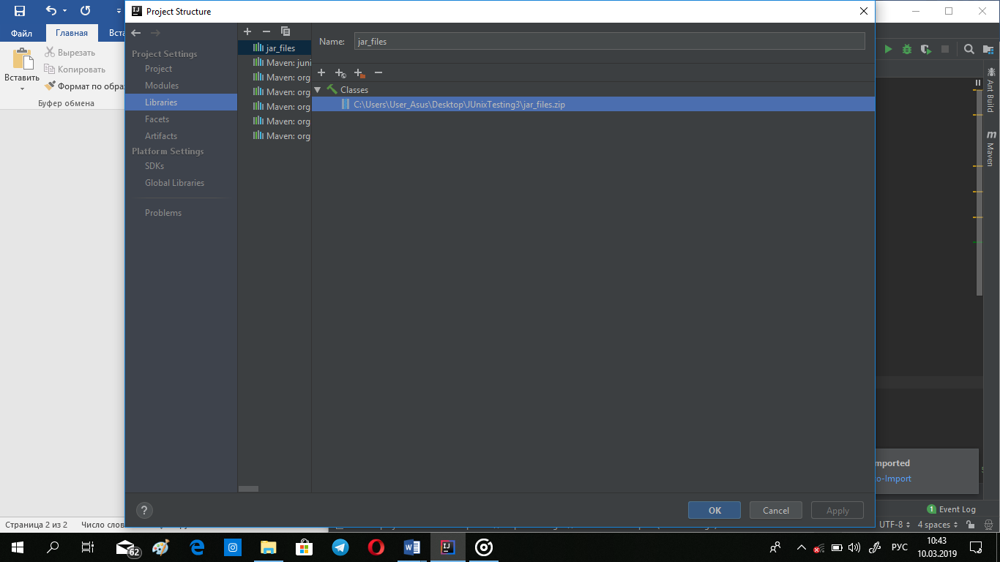 Файл
Главная
Вста
Вырезать
Копировать
Вставить
Формат по обра
Буфер обмена
Страница 2 из 2
Число слов
Project Structure
Project Settings
Project
Modules
Libraries
Facets
Artifacts
Platform Settings
SDKs
Global Libraries
Problems
jar_files
Maven: juni
Maven: org
Maven: org
Maven: org
Maven: org
Maven: org
Name:
jar_files
Classes
C:\Users\User_Asus\Desktop\JUnixTesting3\jar_files.zip
?
OK
Cancel
Apply
Ant Build
m
Maven
mported
o-Import
1 Event Log
UTF-8
4 spaces
62
РУС
10:43
10.03.2019